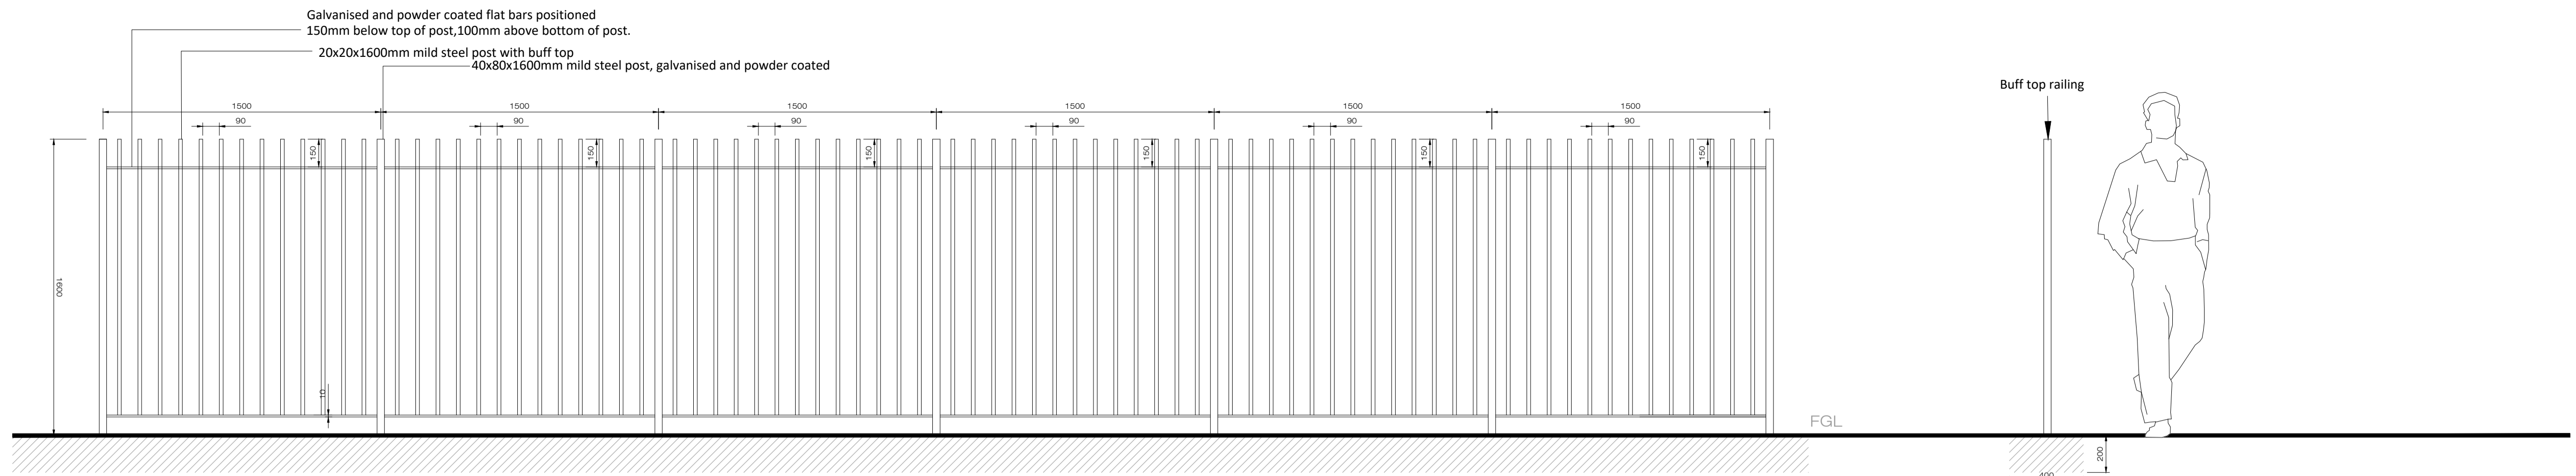 Galvanised and powder coated flat bars positioned
150mm below top of post,100mm above bottom of post.
20x20x1600mm mild steel post with buff top
40x80x1600mm mild steel post, galvanised and powder coated
Buff top railing
1500 1500 1500 1500 1500 1500
90 90 90 90 90 90
150 150 150 150 150 150
1600
10
FGL
200
400